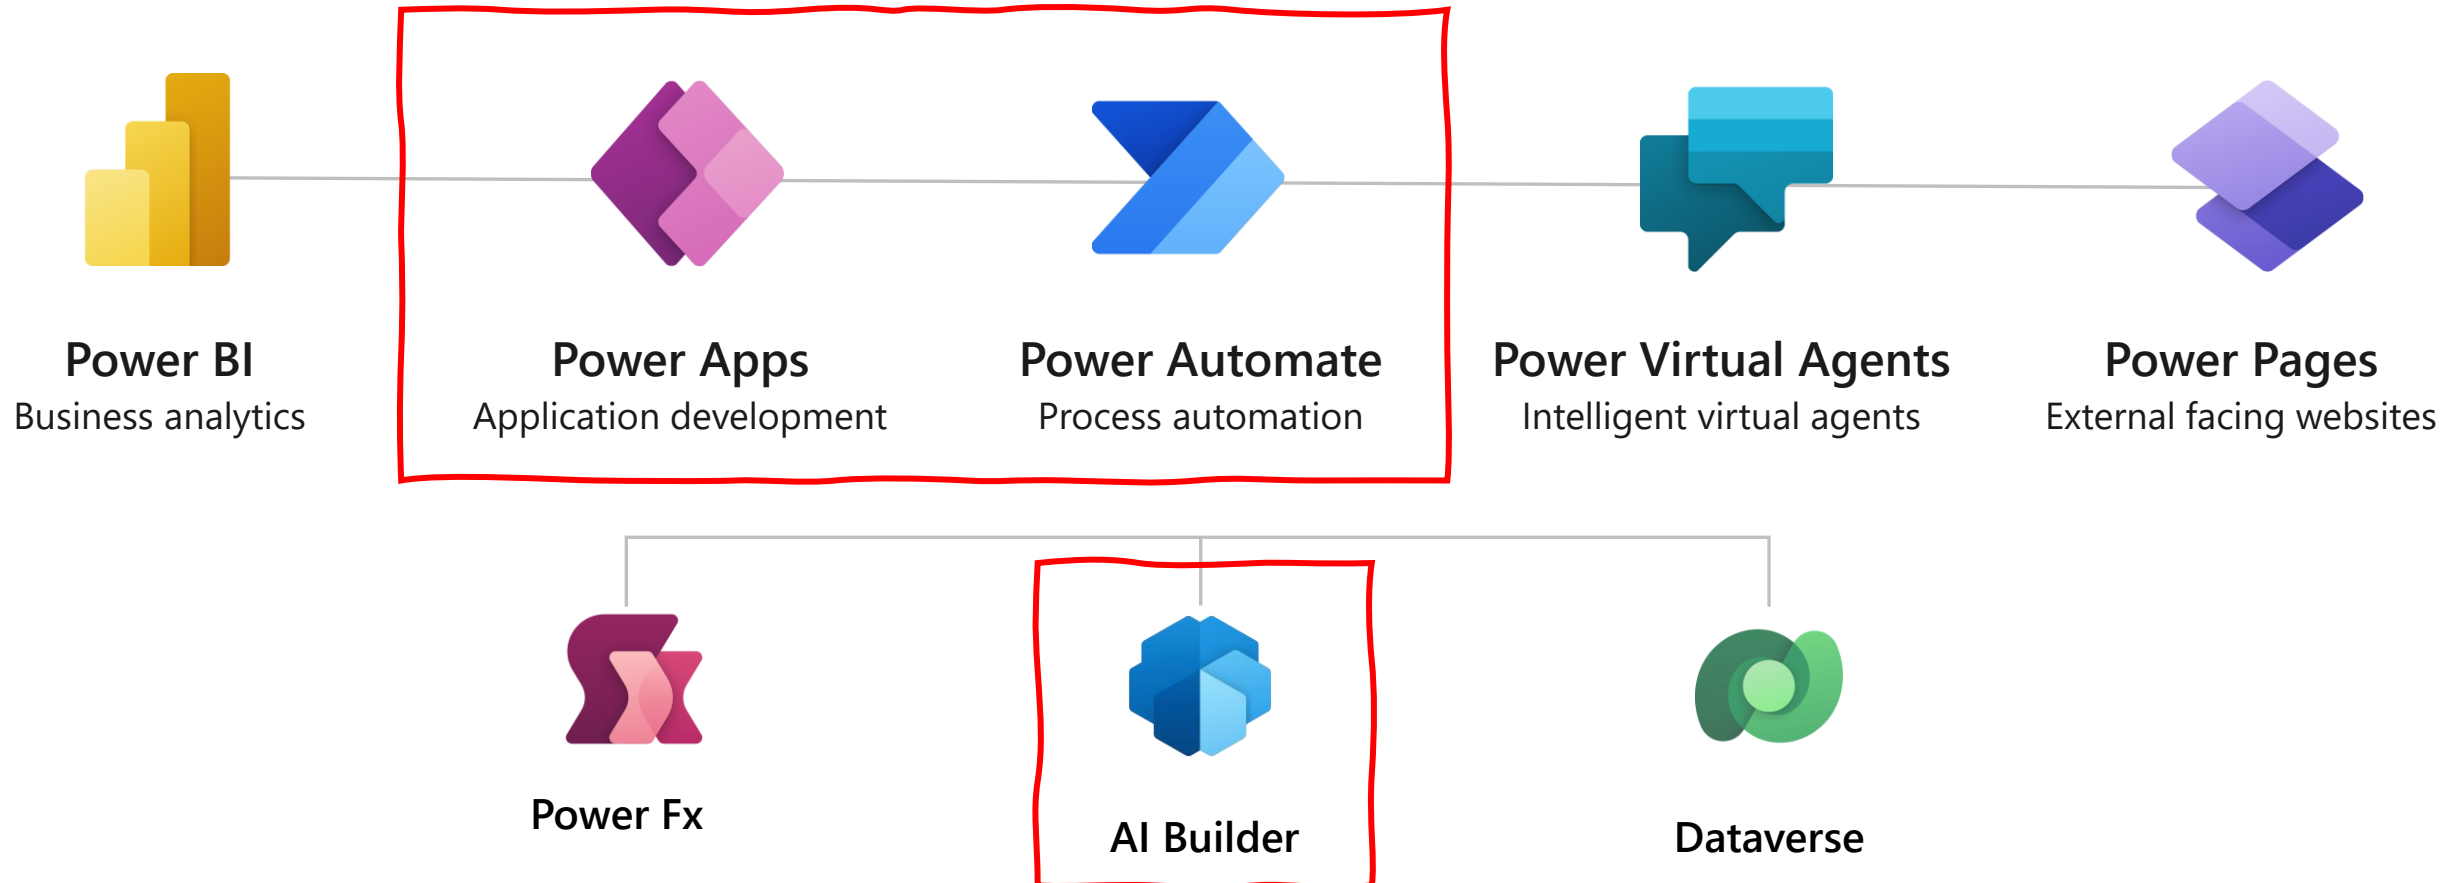 Power BI
Business analytics
Power Apps
Application development
Power Automate
Process automation
Power Virtual Agents
Intelligent virtual agents
Power Pages
External facing websites
Power Fx
AI Builder
Dataverse